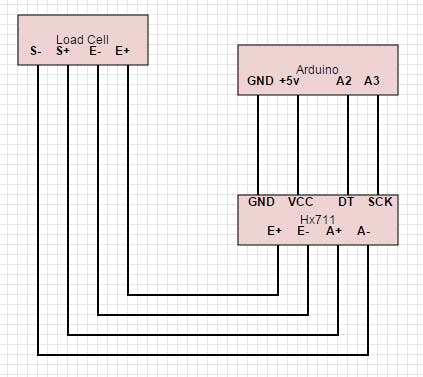 Load Cell
S- S+ E- E+
Arduino
GND +5v A2 A3
GND VCC DT SCK
Hx711
E+ E- A+ A-